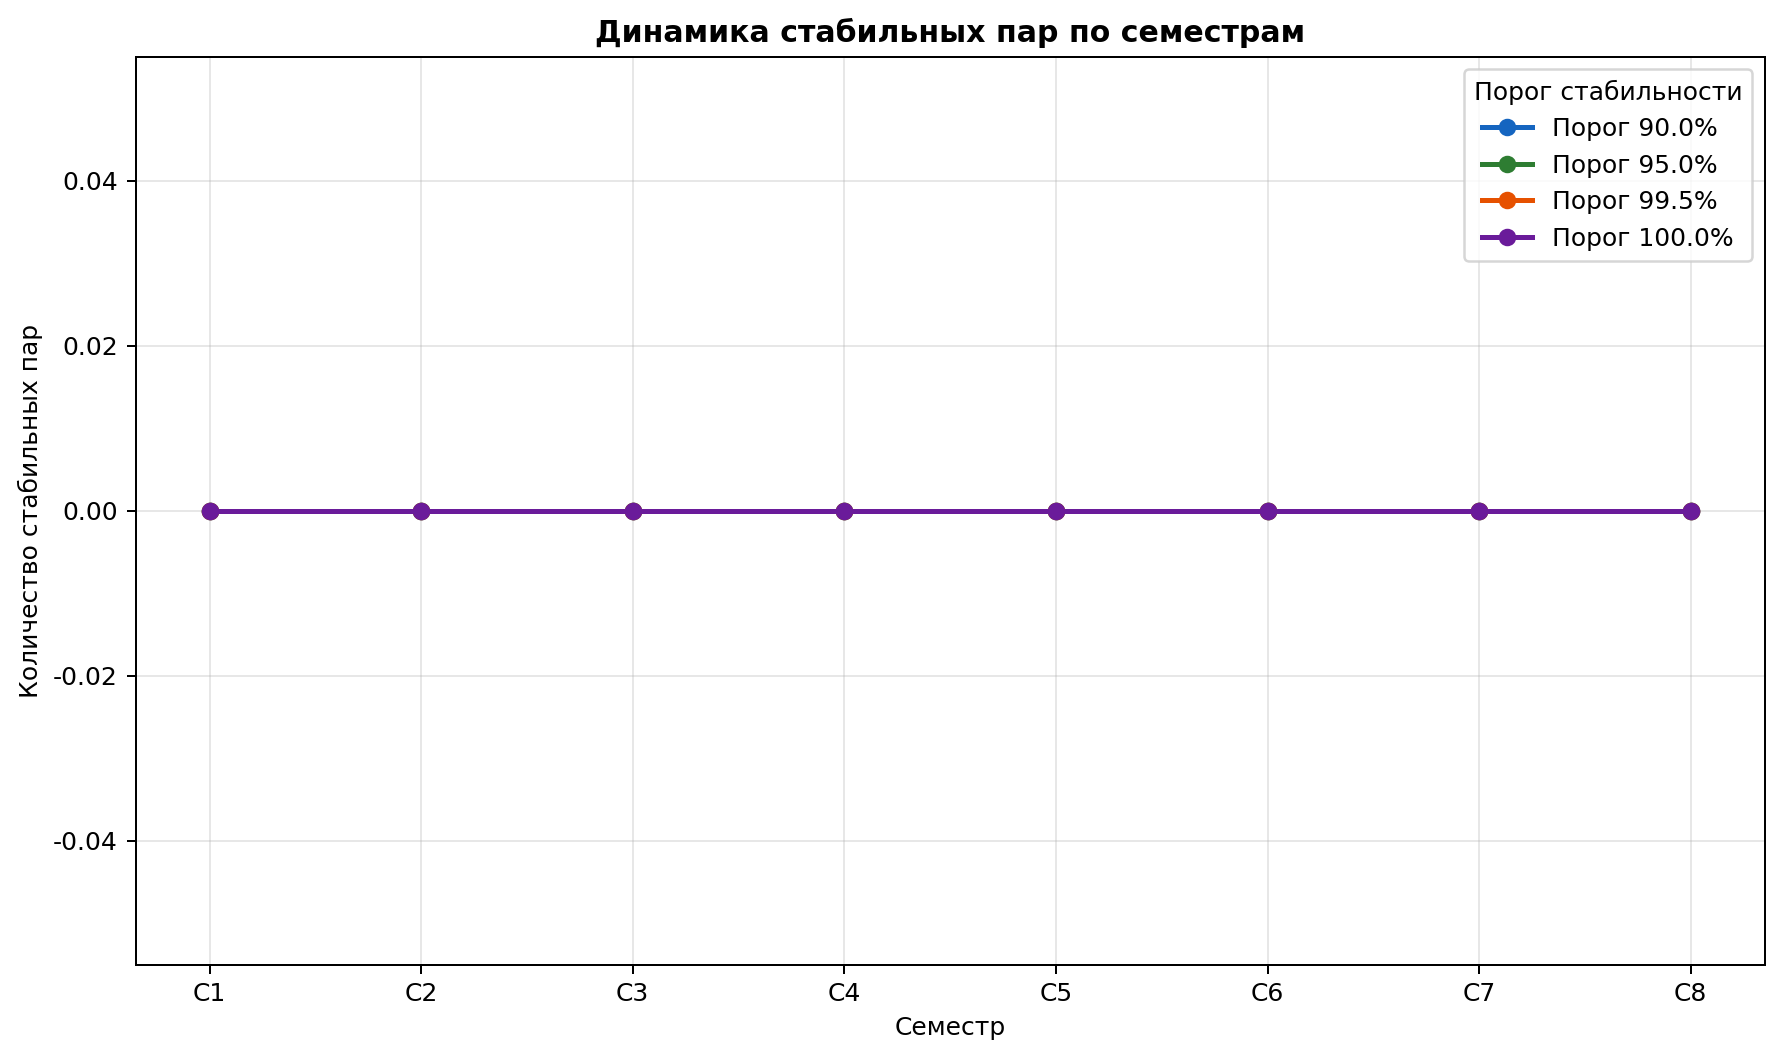 Динамика стабильных пар по семестрам
Порог стабильности
Порог 90.0%
Порог 95.0%
Порог 99.5%
Порог 100.0%
Количество стабильных пар
0.04
0.02
0.00
-0.02
-0.04
С1 С2 С3 С4 С5 С6 С7 С8
Семестр